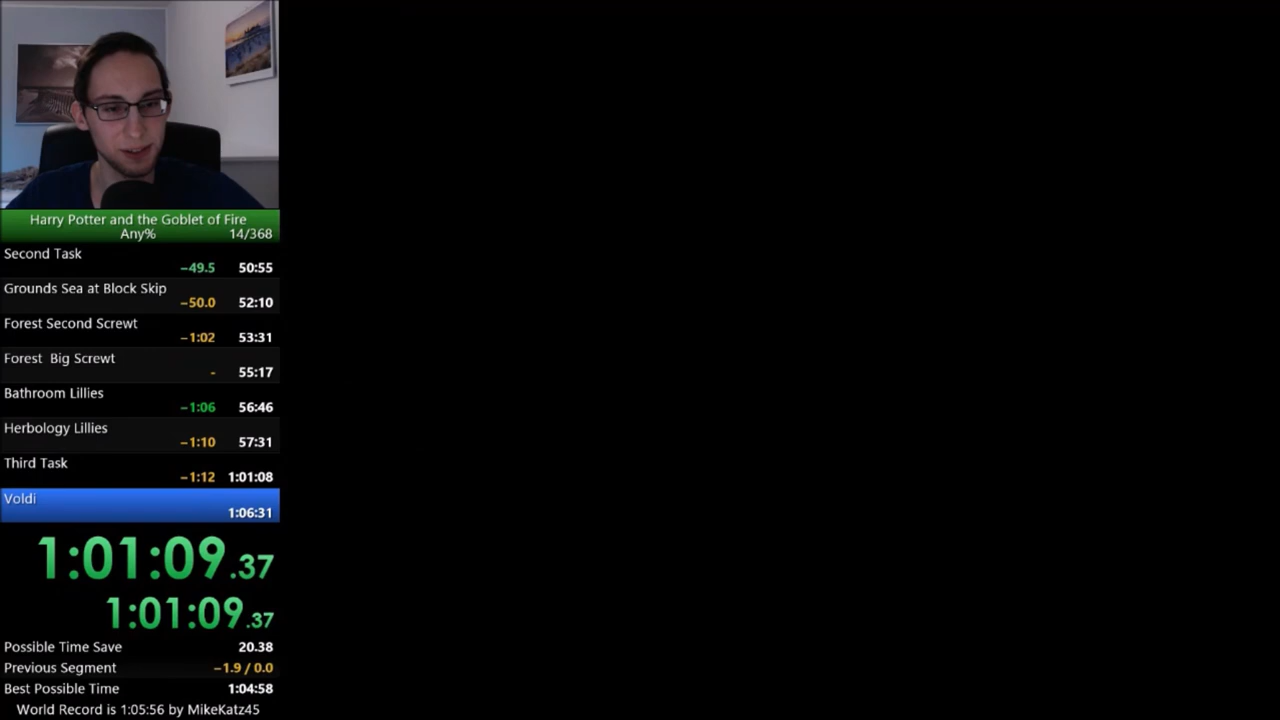 Harry Potter and the Goblet of Fire
Any% 14/368
Second Task
−49.5 50:55
Grounds Sea at Block Skip
−50.0 52:10
Forest Second Screwt
−1:02 53:31
Forest  Big Screwt
- 55:17
Bathroom Lillies
−1:06 56:46
Herbology Lillies
−1:10 57:31
Third Task
−1:12 1:01:08
Voldi
1:06:31
1:01:09.37
1:01:09.37
Possible Time Save 20.38
Previous Segment −1.9 / 0.0
Best Possible Time 1:04:58
World Record is 1:05:56 by MikeKatz45